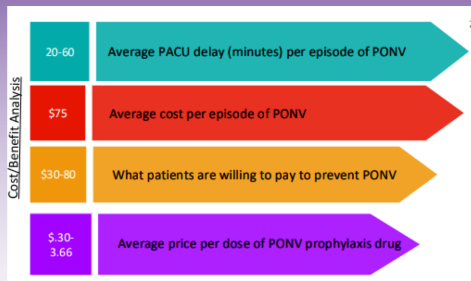 Cost/Benefit Analysis
20-60 Average PACU delay (minutes) per episode of PONV
$75 Average cost per episode of PONV
$30-80 What patients are willing to pay to prevent PONV
$.30-
3.66 Average price per dose of PONV prophylaxis drug